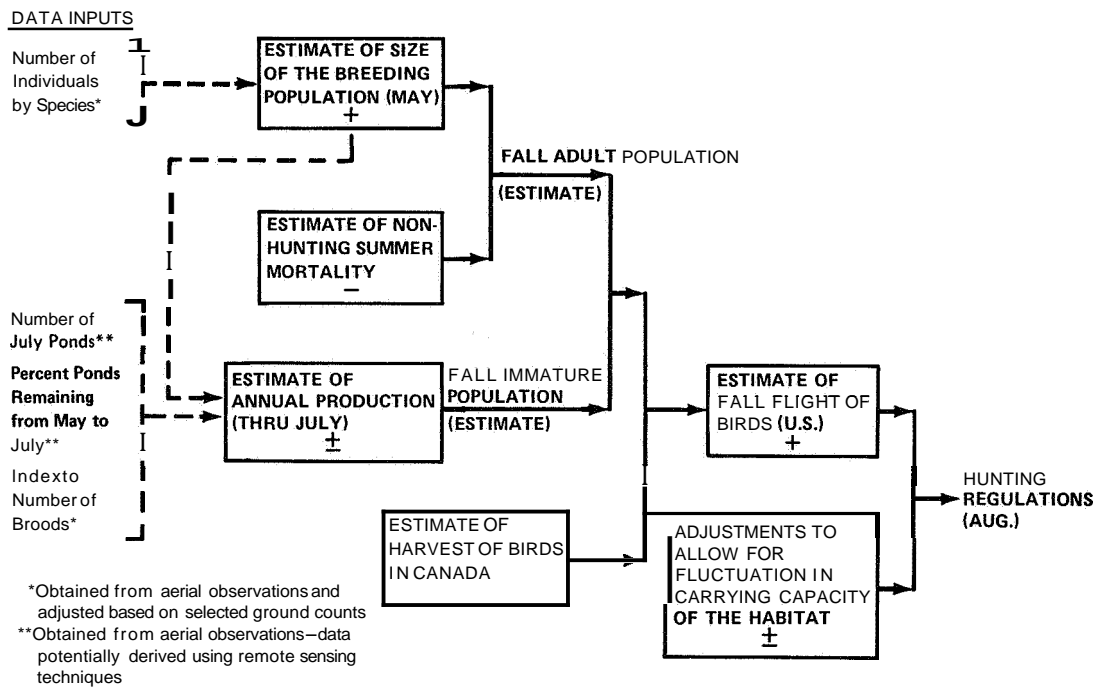 DATA INPUTS
Number of
Individuals
by Species*
ESTIMATE OF SIZE
OF THE BREEDING
POPULATION (MAY)
+
FALL ADULT POPULATION
(ESTIMATE)
ESTIMATE OF NON-
HUNTING SUMMER
MORTALITY
–
Number of
July Ponds**
Percent Ponds
Remaining
from May to
July**
Indexto
Number of
Broods*
ESTIMATE OF
ANNUAL PRODUCTION
(THRU JULY)
±
FALL IMMATURE
POPULATION
(ESTIMATE)
ESTIMATE OF
FALL FLIGHT OF
BIRDS (U.S.)
+
HUNTING
REGULATIONS
(AUG.)
ESTIMATE OF
HARVEST OF BIRDS
IN CANADA
ADJUSTMENTS TO
ALLOW FOR
FLUCTUATION IN
CARRYING CAPACITY
OF THE HABITAT
±
*Obtained from aerial observations and
adjusted based on selected ground counts
**Obtained from aerial observations–data
potentially derived using remote sensing
techniques